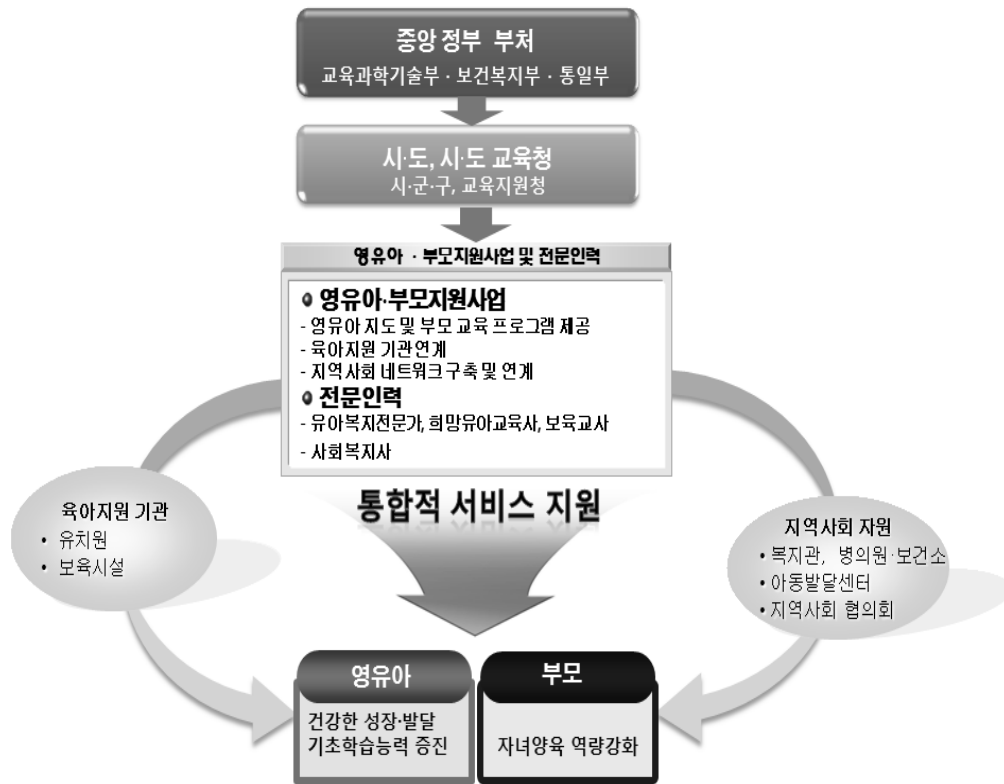 중앙 정부 부처
교육과학기술부 · 보건복지부 · 통일부
시·도, 시·도 교육청
시·군·구, 교육지원청
영유아 · 부모지원사업 및 전문인력
영유아·부모지원사업
- 영유아 지도 및 부모 교육 프로그램 제공
- 육아지원 기관연계
- 지역사회 네트워크 구축 및 연계
전문인력
- 유아복지전문가, 희망유아교육사, 보육교사
- 사회복지사
통합적 서비스 지원
육아지원 기관
• 유치원
• 보육시설
지역사회 자원
• 복지관, 병의원·보건소
• 아동발달센터
• 지역사회 협의회
영유아
건강한 성장·발달
기초학습능력 증진
부모
자녀양육 역량강화